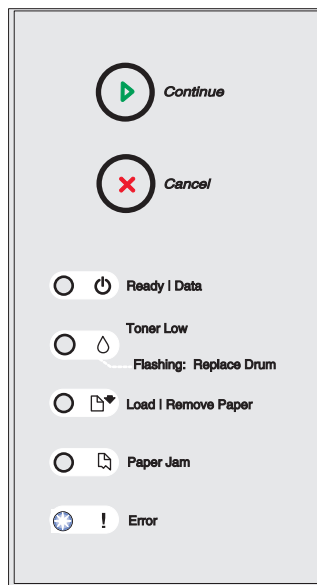 Continue
Cancel
Ready | Data
Toner Low
Flashing: Replace Drum
Load | Remove Paper
Paper Jam
! Error